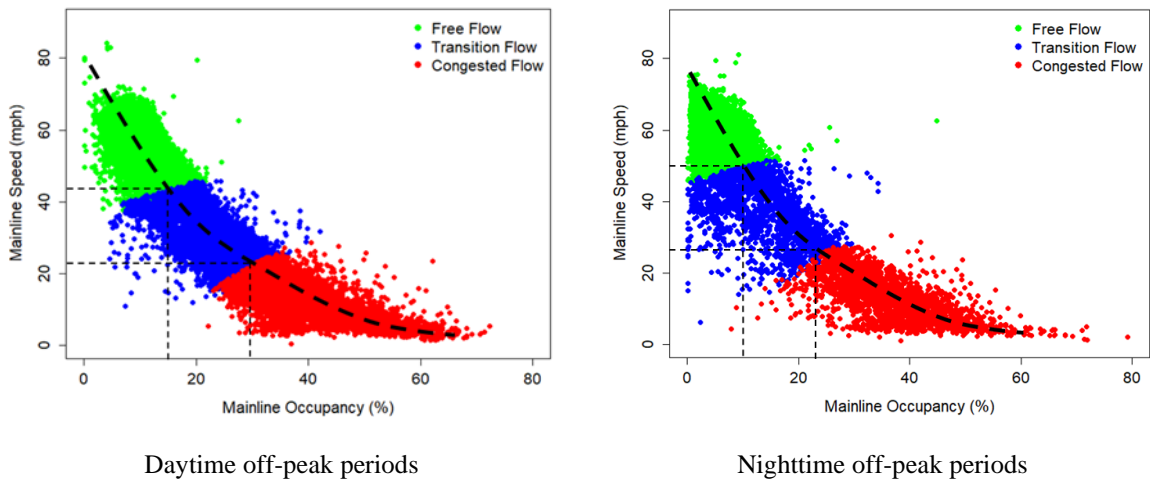 Free Flow
Transition Flow
Congested Flow
80
60
40
20
0
Mainline Speed (mph)
0 20 40 60 80
Mainline Occupancy (%)
Daytime off-peak periods
Free Flow
Transition Flow
Congested Flow
80
60
40
20
0
Mainline Speed (mph)
0 20 40 60 80
Mainline Occupancy (%)
Nighttime off-peak periods